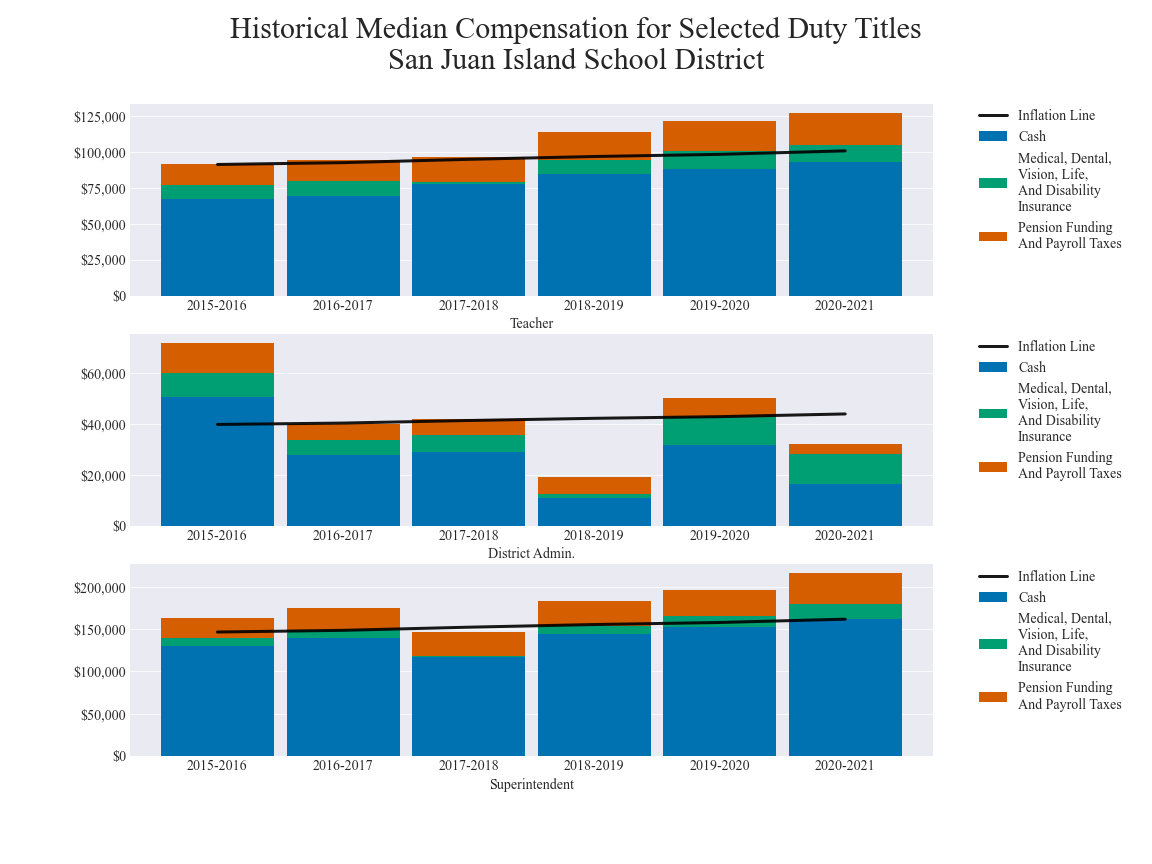 Historical Median Compensation for Selected Duty Titles
San Juan Island School District
$125,000
$100,000
$75,000
$50,000
$25,000
$0
2015-2016 2016-2017 2017-2018 2018-2019 2019-2020 2020-2021
Teacher
Inflation Line
Cash
Medical, Dental,
Vision, Life,
And Disability
Insurance
Pension Funding
And Payroll Taxes
$60,000
$40,000
$20,000
$0
2015-2016 2016-2017 2017-2018 2018-2019 2019-2020 2020-2021
District Admin.
Inflation Line
Cash
Medical, Dental,
Vision, Life,
And Disability
Insurance
Pension Funding
And Payroll Taxes
$200,000
$150,000
$100,000
$50,000
$0
2015-2016 2016-2017 2017-2018 2018-2019 2019-2020 2020-2021
Superintendent
Inflation Line
Cash
Medical, Dental,
Vision, Life,
And Disability
Insurance
Pension Funding
And Payroll Taxes